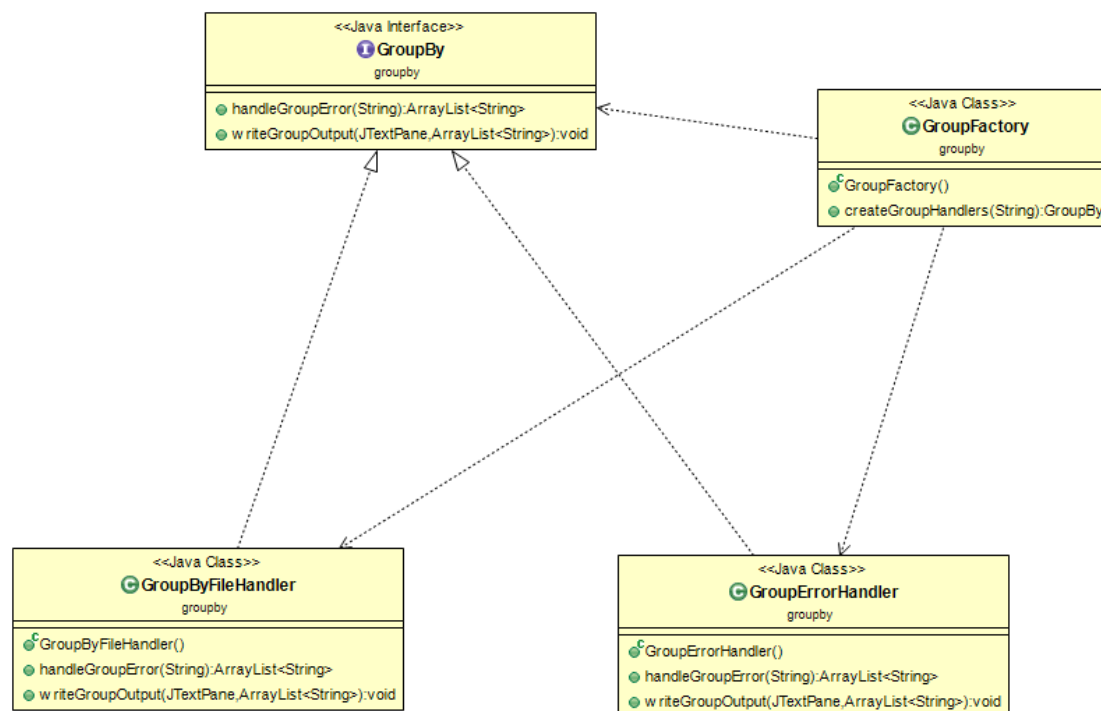 <<Java Interface>>
GroupBy
groupby
handleGroupError(String):ArrayList<String>
writeGroupOutput(JTextPane,ArrayList<String>):void
<<Java Class>>
GroupFactory
groupby
GroupFactory()
createGroupHandlers(String):GroupBy
<<Java Class>>
GroupByFileHandler
groupby
GroupByFileHandler()
handleGroupError(String):ArrayList<String>
writeGroupOutput(JTextPane,ArrayList<String>):void
<<Java Class>>
GroupErrorHandler
groupby
GroupErrorHandler()
handleGroupError(String):ArrayList<String>
writeGroupOutput(JTextPane,ArrayList<String>):void